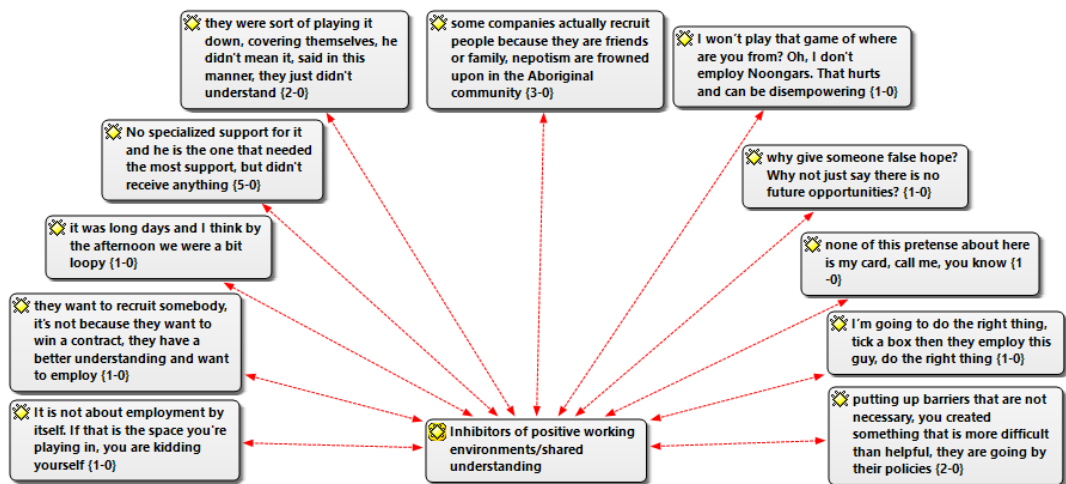 they were sort of playing it
down, covering themselves, he
didn't mean it, said in this
manner, they just didn't
understand {2-0}
some companies actually recruit
people because they are friends
or family, nepotism are frowned
upon in the Aboriginal
community {3-0}
I won´t play that game of where
are you from? Oh, I don't
employ Noongars. That hurts
and can be disempowering {1-0}
No specialized support for it
and he is the one that needed
the most support, but didn't
receive anything {5-0}
why give someone false hope?
Why not just say there is no
future opportunities? {1-0}
it was long days and I think by
the afternoon we were a bit
loopy {1-0}
none of this pretense about here
is my card, call me, you know {1
-0}
they want to recruit somebody,
it's not because they want to
win a contract, they have a
better understanding and want
to employ {1-0}
I´m going to do the right thing,
tick a box then they employ this
guy, do the right thing {1-0}
It is not about employment by
itself. If that is the space you're
playing in, you are kidding
yourself {1-0}
Inhibitors of positive working
environments/shared
understanding
putting up barriers that are not
necessary, you created
something that is more difficult
than helpful, they are going by
their policies {2-0}